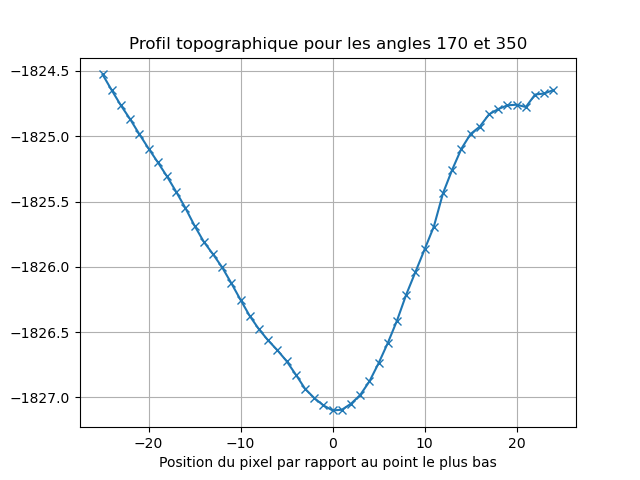 Profil topographique pour les angles 170 et 350
−1824.5
−1825.0
−1825.5
−1826.0
−1826.5
−1827.0
−20 −10 0 10 20
Position du pixel par rapport au point le plus bas